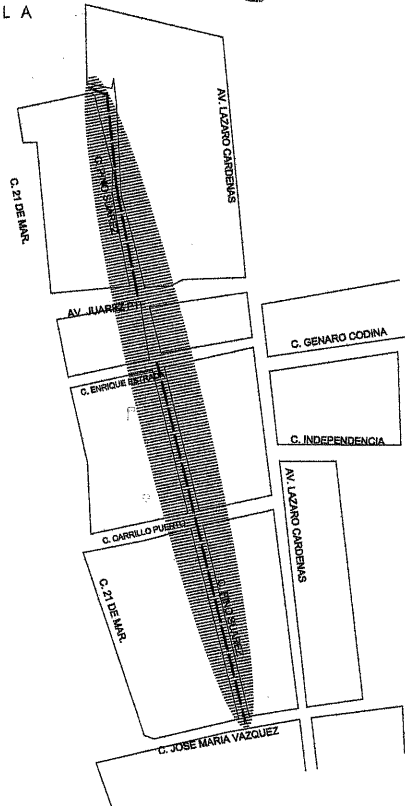 L A
AV. LAZARO CARDENAS
C. PINO SUAREZ
C. 21 DE MAR.
AV. JUAREZ
C. GENARO CODINA
C. ENRIQUE
C. INDEPENDENCIA
AV. LAZARO CARDENAS
C. CARRILLO PUERTO
C. 21 DE MAR.
C. PINO SUAREZ
C. JOSE MARIA VAZQUEZ